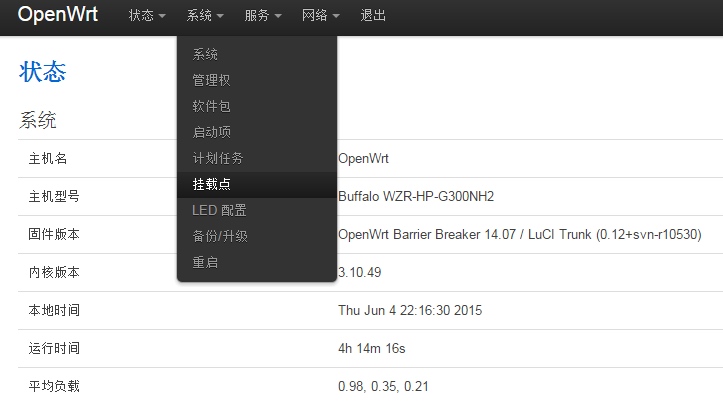 OpenWrt 状态 系统 服务 网络 退出
系统
管理权
软件包
启动项
计划任务
挂载点
LED 配置
备份/升级
重启
状态
系统
主机名 OpenWrt
主机型号 Buffalo WZR-HP-G300NH2
固件版本 OpenWrt Barrier Breaker 14.07 / LuCI Trunk (0.12+svn-r10530)
内核版本 3.10.49
本地时间 Thu Jun 4 22:16:30 2015
运行时间 4h 14m 16s
平均负载 0.98, 0.35, 0.21